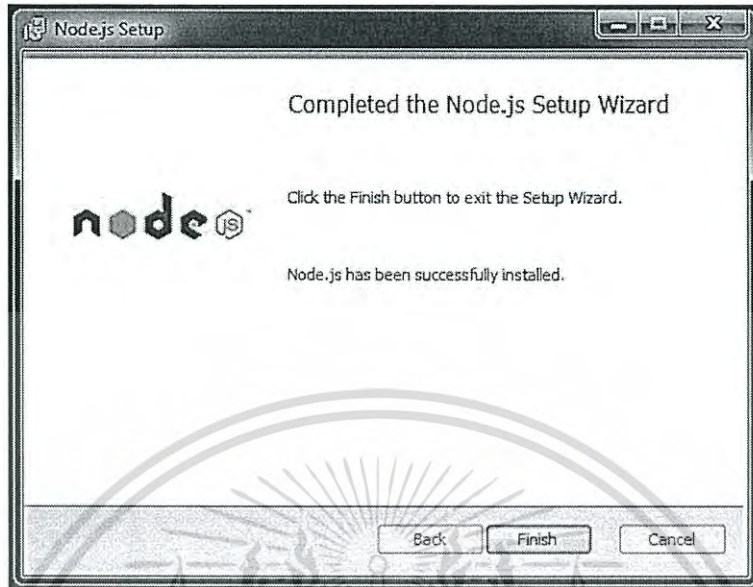 Node.js Setup
Completed the Node.js Setup Wizard
Click the Finish button to exit the Setup Wizard.
node JS
Node.js has been successfully installed.
Back Finish Cancel